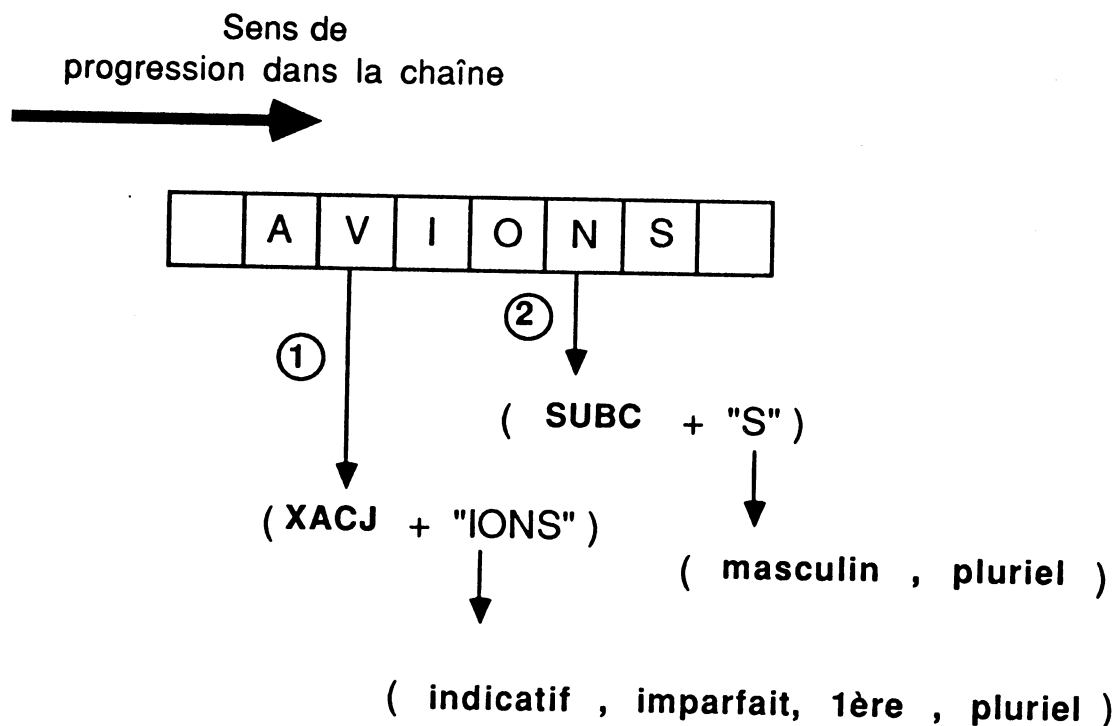 Sens de
progression dans la chaîne
A V I O N S
① ②
( SUBC + "S" )
( XACJ + "IONS" )
( masculin , pluriel )
( indicatif , imparfait, 1ère , pluriel )